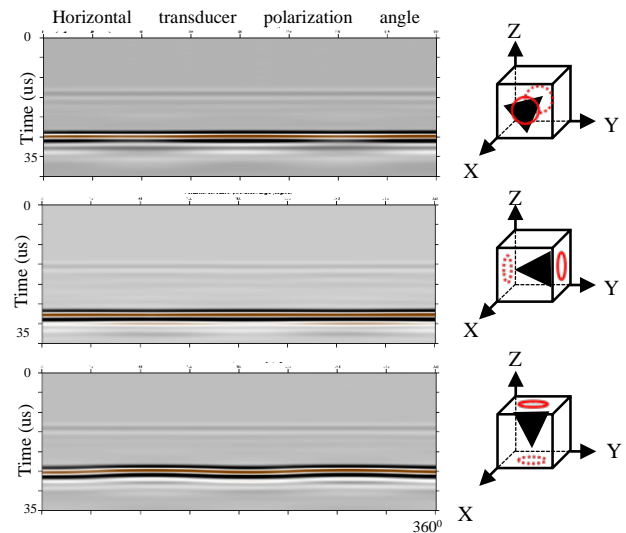 Horizontal transducer polarization angle
0
Time (us)
35
Z
Y
X
0
Time (us)
35
Z
Y
X
0
Time (us)
35
360⁰
Z
Y
X